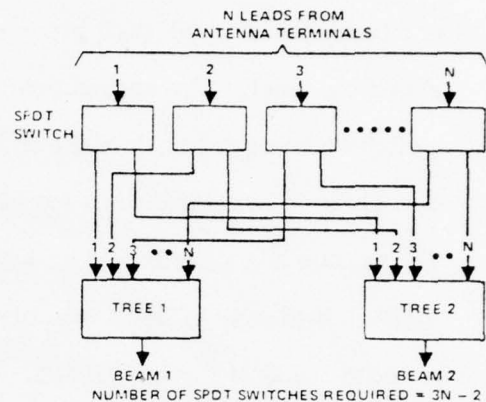 N LEADS FROM
ANTENNA TERMINALS
1 2 3 N
SPDT
SWITCH
1 2 3 N 1 2 3 N
TREE 1 TREE 2
BEAM 1 BEAM 2
NUMBER OF SPDT SWITCHES REQUIRED = 3N - 2